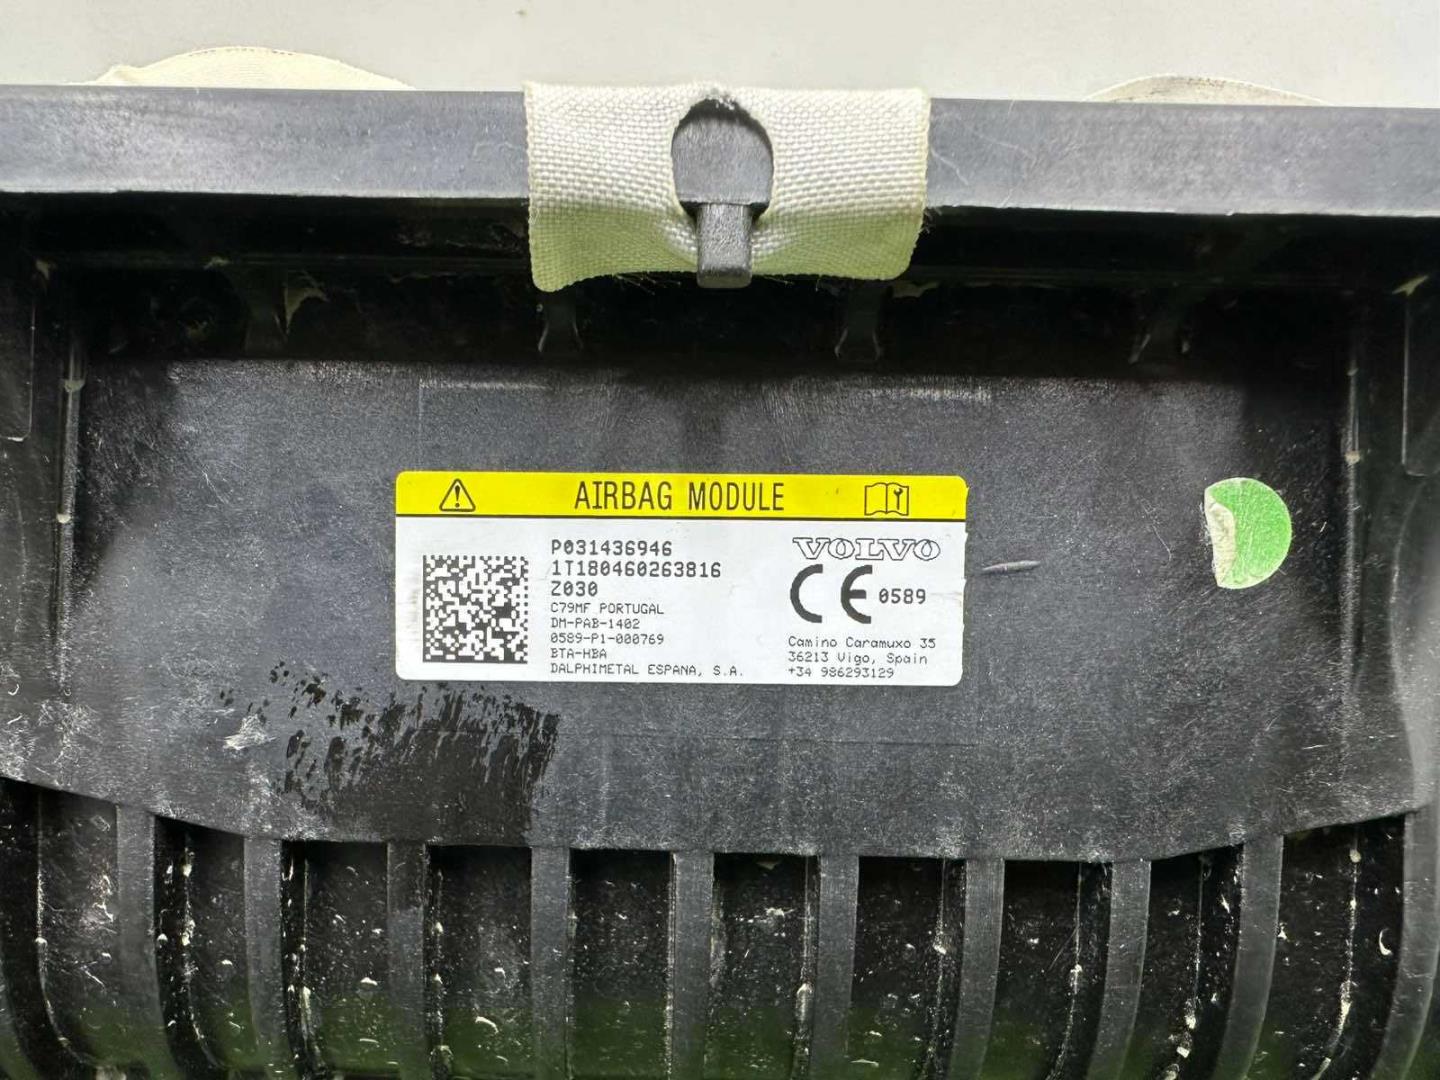 AIRBAG MODULE
P031436946
1T180460263816
Z030
C79MF PORTUGAL
DM-PAB-1402
0589-P1-000769
BTA-HBA
DALPHIMETAL ESPANA, S.A.
VOLVO
CE 0589
Camino Caramuxo 35
36213 Vigo, Spain
+34 986293129